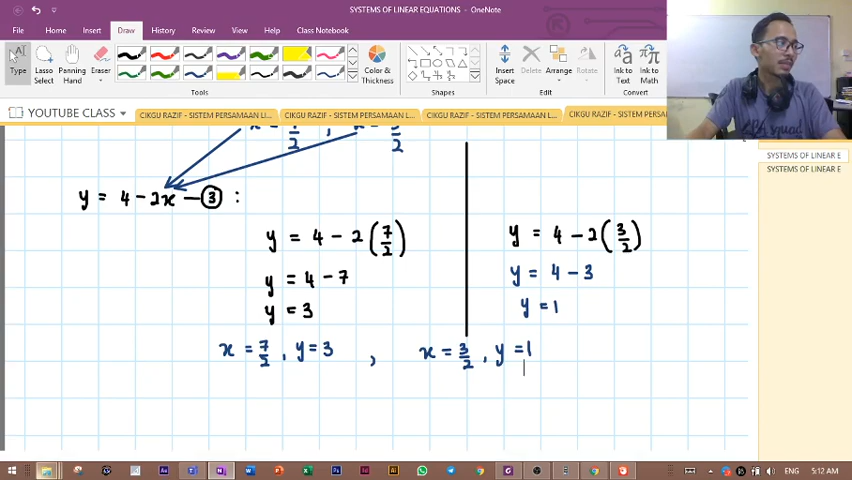 SYSTEMS OF LINEAR EQUATIONS - OneNote
File Home Insert Draw History Review View Help Class Notebook
Type Lasso Select Panning Hand Eraser Color & Thickness Insert Space Delete Arrange Rotate Ink to Text Ink to Math
Tools Shapes Convert
YOUTUBE CLASS CIKGU RAZIF - SISTEM PERSAMAAN LI... CIKGU RAZIF - SISTEM PERSAMAAN L... CIKGU RAZIF - SISTEM PERSAMAAN L... CIKGU RAZIF - SISTEM PERSAM
SYSTEMS OF LINEAR E
SYSTEMS OF LINEAR
y = 4 - 2x — ③ :
y = 4 - 2(7/2) y = 4 - 2(3/2)
y = 4 - 7 y = 4 - 3
y = 3 y = 1
x = 7/2 , y = 3 , x = 3/2 , y = 1
5:12 AM